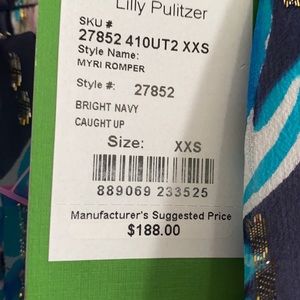 Lilly Pulitzer
SKU #
27852 410UT2 XXS
Style Name:
MYRI ROMPER
Style #: 27852
BRIGHT NAVY
CAUGHT UP
Size: XXS
889069 233525
Manufacturer's Suggested Price
$188.00